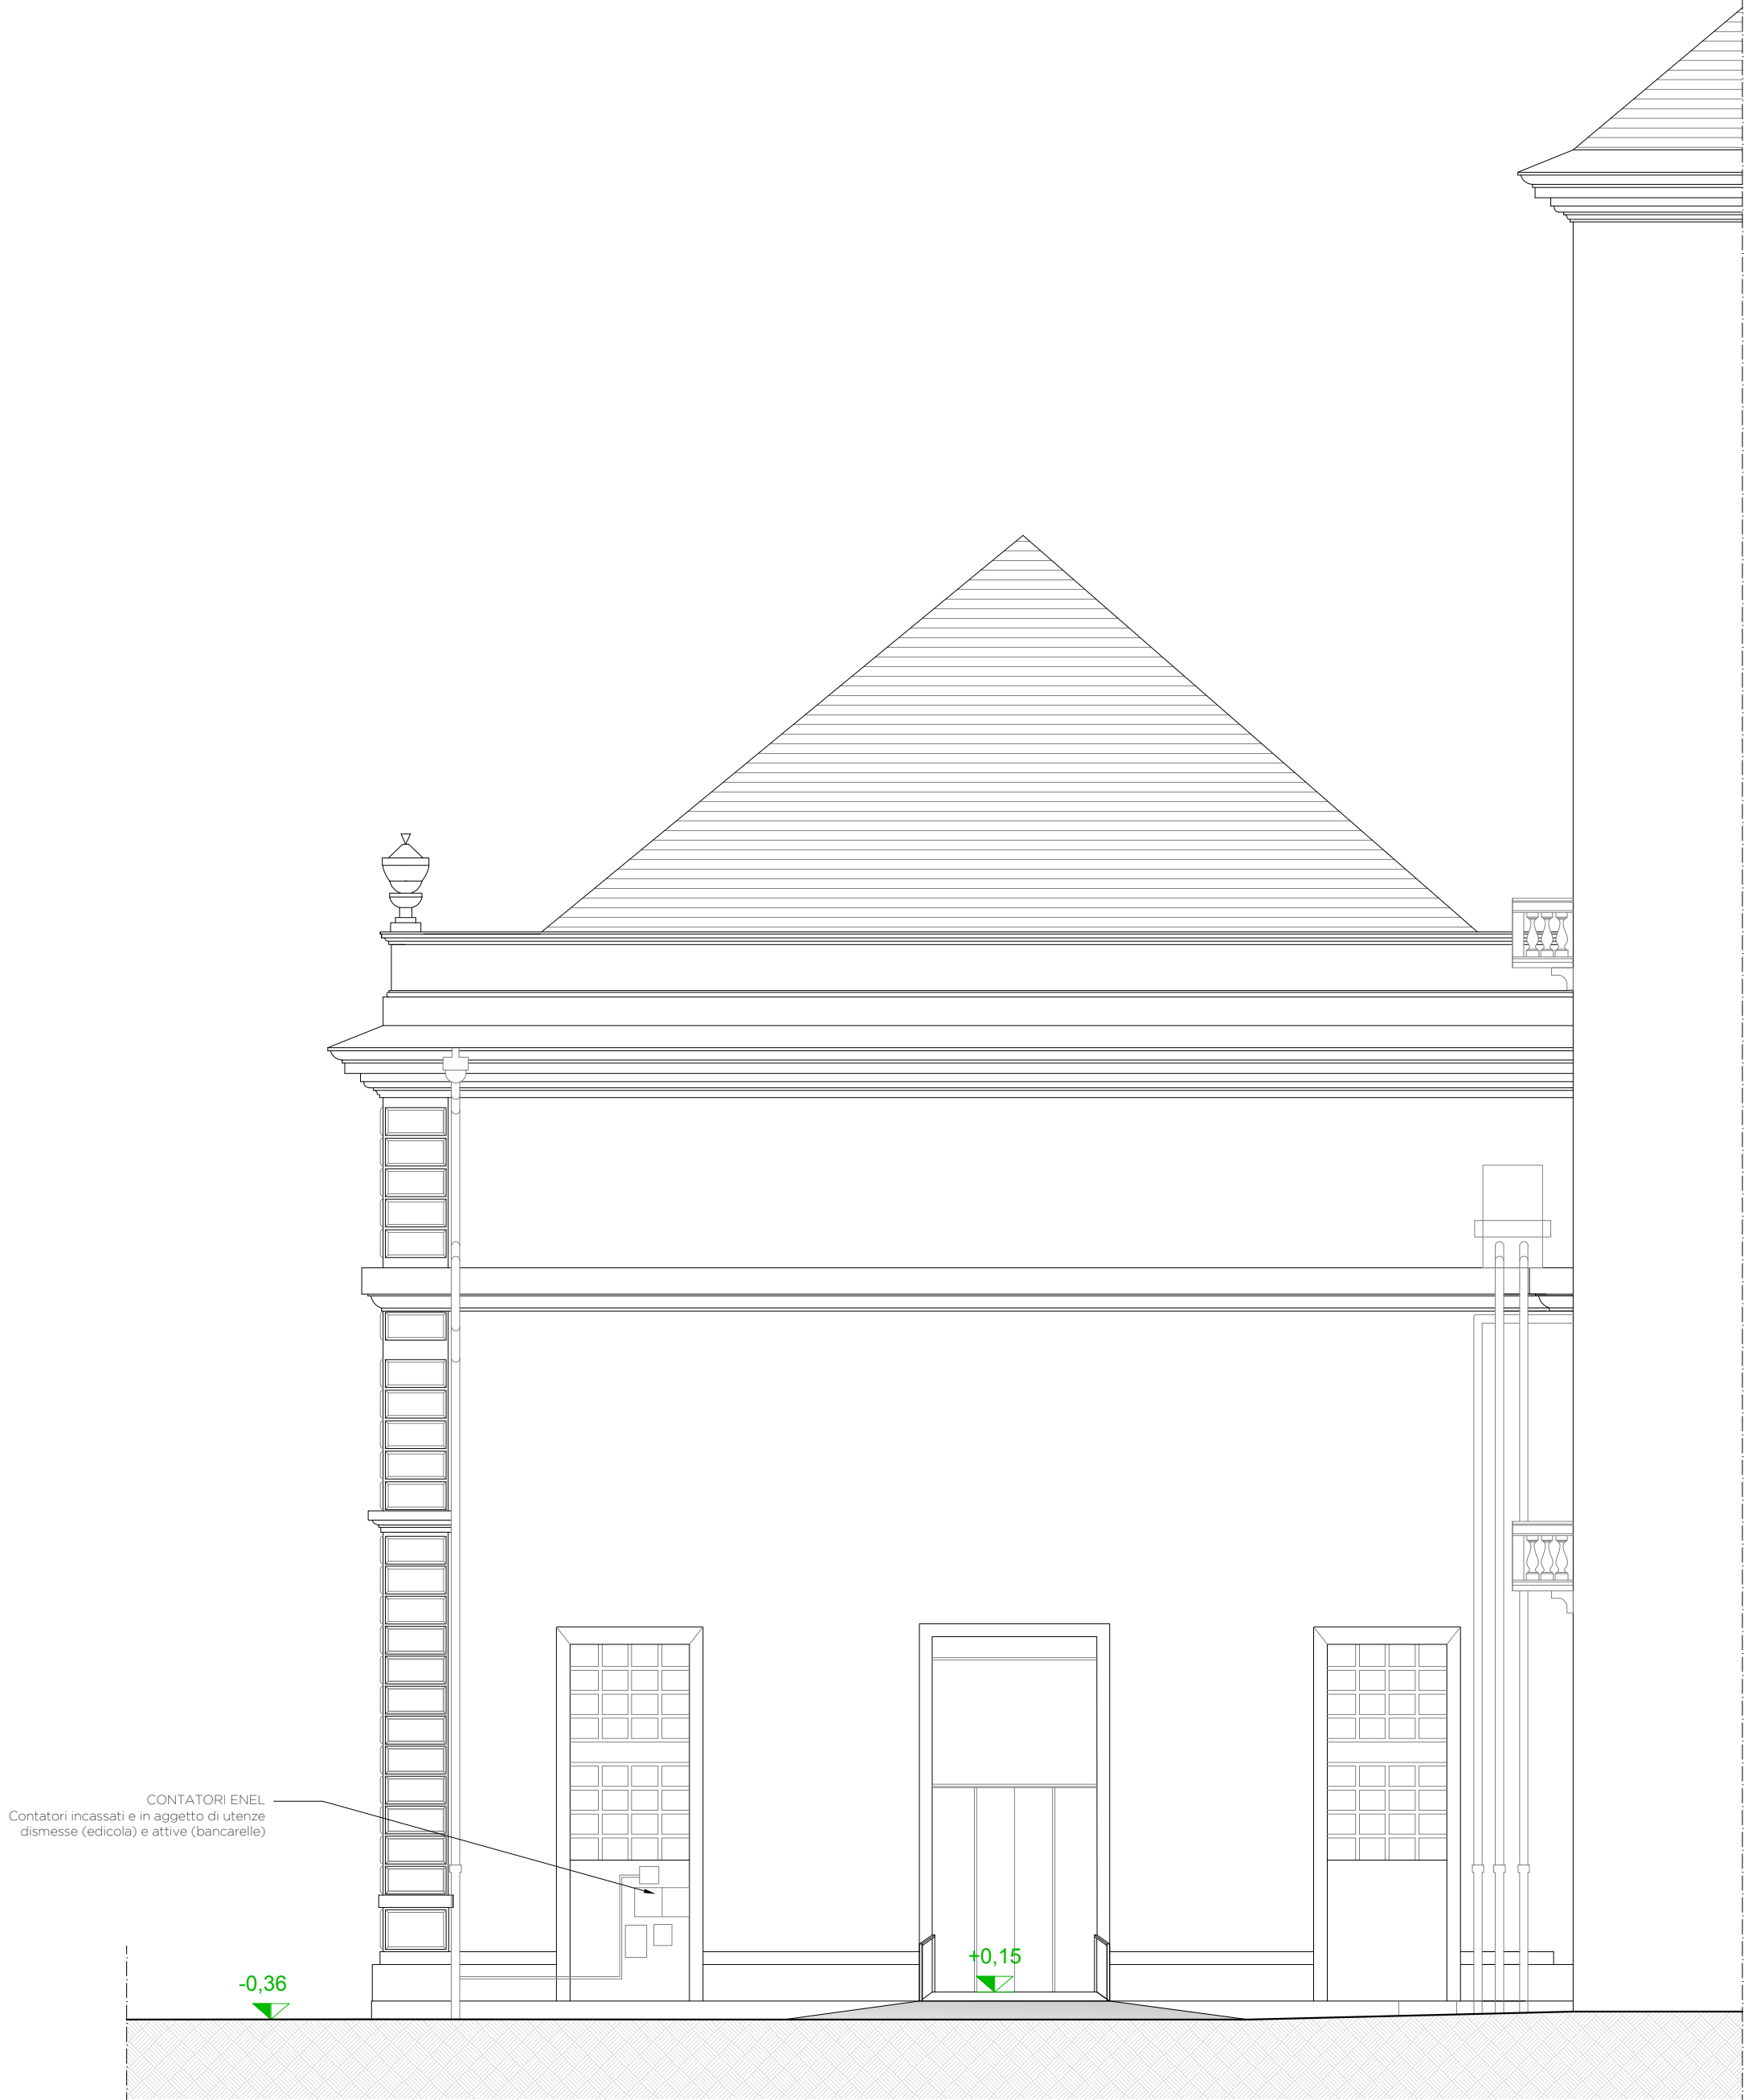 CONTATORI ENEL
Contatori incassati e in aggetto di utenze
dismesse (edicola) e attive (bancarelle)
+0,15
-0,36